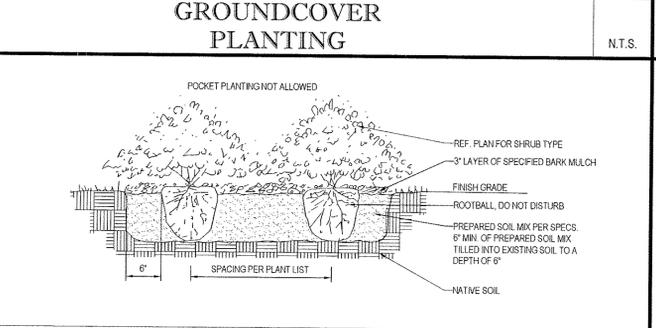 GROUNDCOVER
PLANTING
N.T.S.
POCKET PLANTING NOT ALLOWED
REF. PLAN FOR SHRUB TYPE
3" LAYER OF SPECIFIED BARK MULCH
FINISH GRADE
ROOTBALL, DO NOT DISTURB
PREPARED SOIL MIX PER SPECS.
6" MIN. OF PREPARED SOIL MIX
TILLED INTO EXISTING SOIL TO A
DEPTH OF 6"
6"
SPACING PER PLANT LIST
NATIVE SOIL